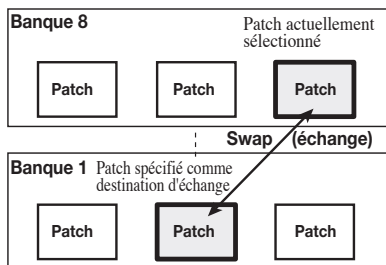 Banque 8
Patch actuellement
sélectionné
Patch
Patch
Patch
Swap (échange)
Banque 1
Patch spécifié comme
destination d'échange
Patch
Patch
Patch